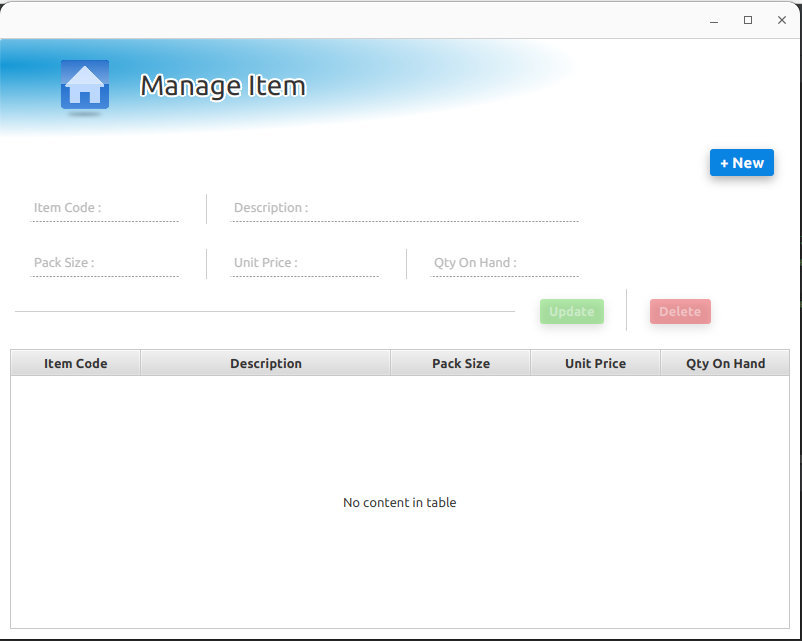 Manage Item
+ New
Item Code : Description :
Pack Size : Unit Price : Qty On Hand :
Update Delete
Item Code Description Pack Size Unit Price Qty On Hand
No content in table